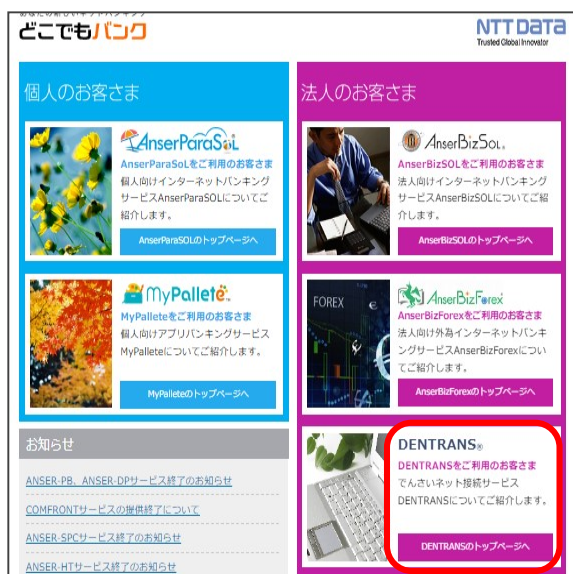 どこでもバンク
NTT DATA
Trusted Global Innovator
個人のお客さま
AnserParaSoL®
AnserParaSoLをご利用のお客さま
個人向けインターネットバンキング
サービスAnserParaSOLについてご
紹介します。
AnserParaSOLのトップページへ
MyPallete
MyPalleteをご利用のお客さま
個人向けアプリバンキングサービス
MyPalleteについてご紹介します。
MyPalleteのトップページへ
お知らせ
ANSER-PB、ANSER-DPサービス終了のお知らせ
COMFRONTサービスの提供終了について
ANSER-SPCサービス終了のお知らせ
ANSER-HTサービス終了のお知らせ
法人のお客さま
AnserBizSOL
AnserBizSOLをご利用のお客さま
法人向けインターネットバンキング
サービスAnserBizSOLについてご紹
介します。
AnserBizSOLのトップページへ
FOREX
AnserBizForex
AnserBizForexをご利用のお客さま
法人向け外為インターネットバンキ
ングサービスAnserBizForexについ
てご紹介します。
AnserBizForexのトップページへ
DENTRANS®
DENTRANSをご利用のお客さま
でんさいネット接続サービス
DENTRANSについてご紹介します。
DENTRANSのトップページへ